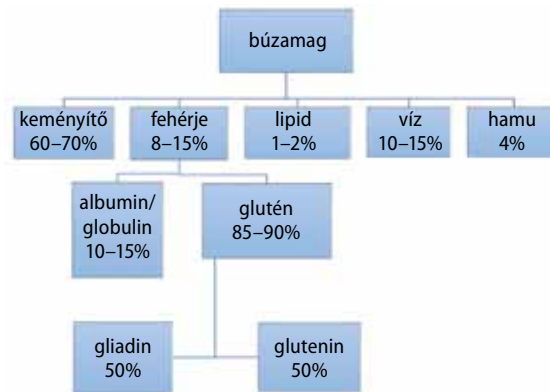 búzamag
keményítő
60–70%
fehérje
8–15%
lipid
1–2%
víz
10–15%
hamu
4%
albumin/
globulin
10–15%
glutén
85–90%
gliadin
50%
glutenin
50%